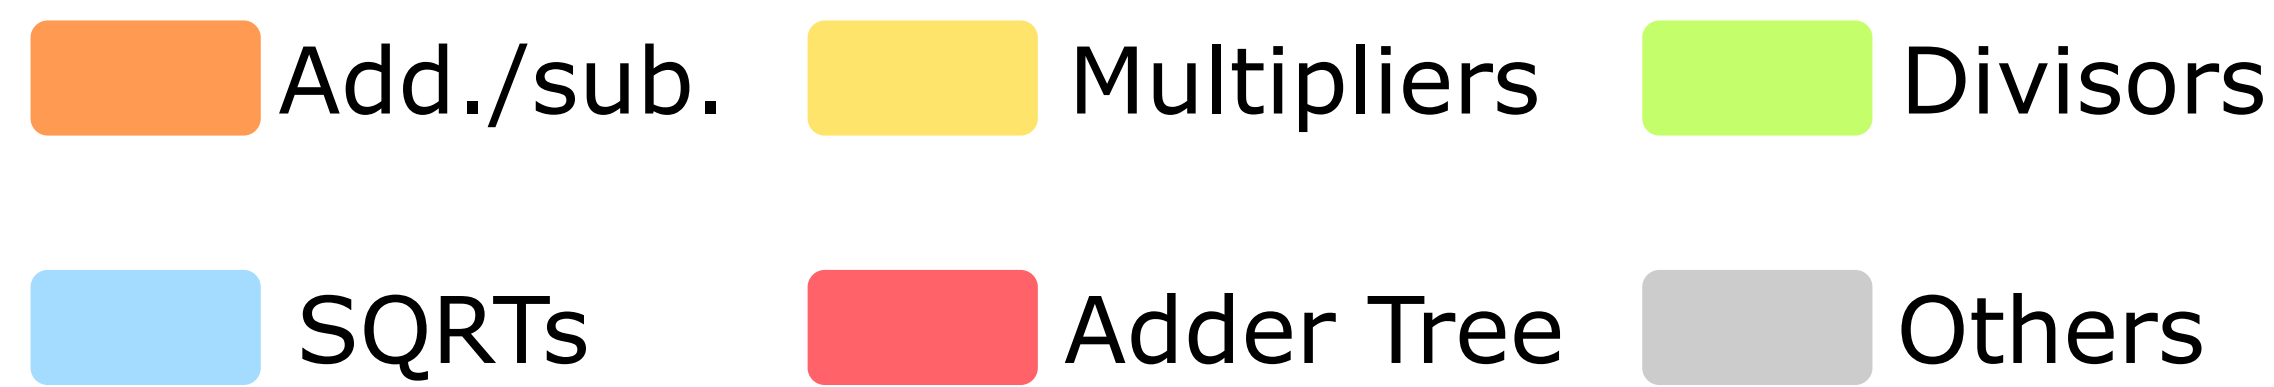 Add./sub. Multipliers Divisors
SQRTs Adder Tree Others